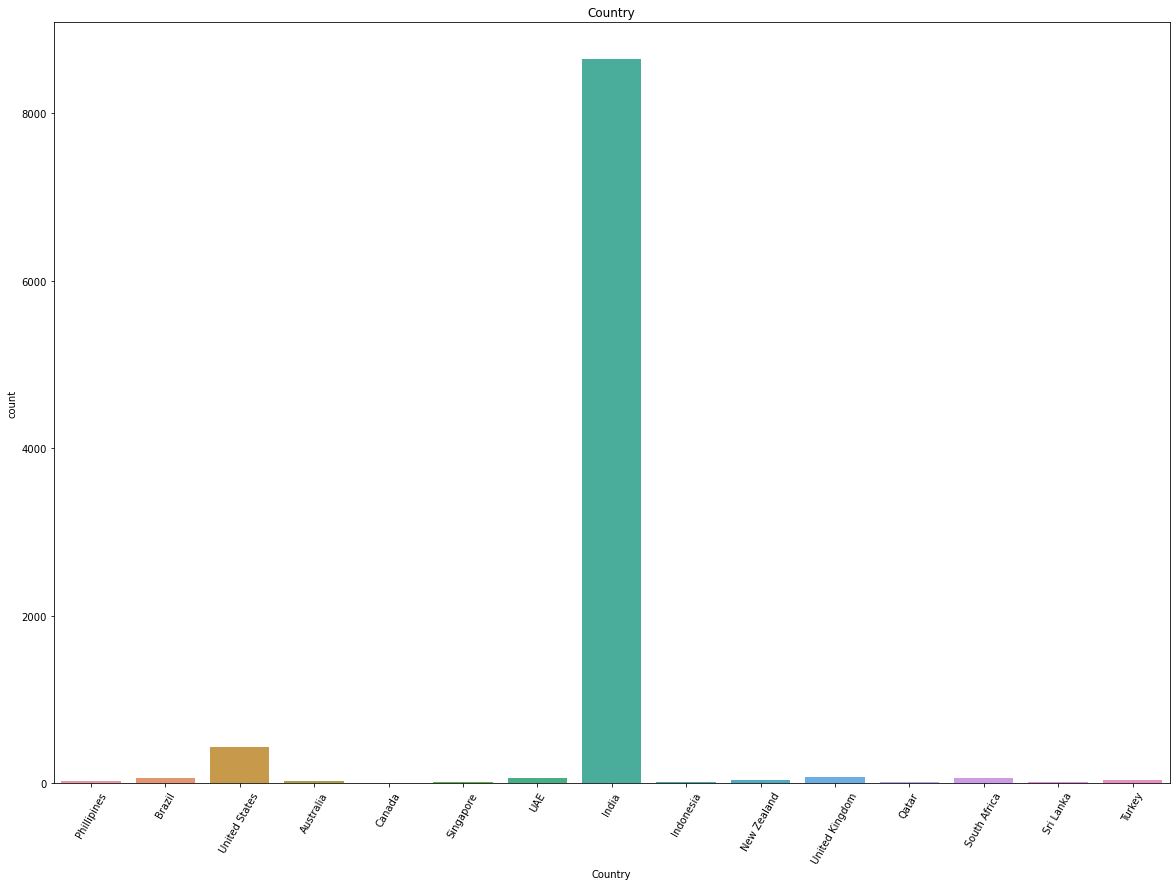 Country
8000
6000
4000
2000
0
count
Phillipines
Brazil
United States
Australia
Canada
Singapore
UAE
India
Indonesia
New Zealand
United Kingdom
Qatar
South Africa
Sri Lanka
Turkey
Country